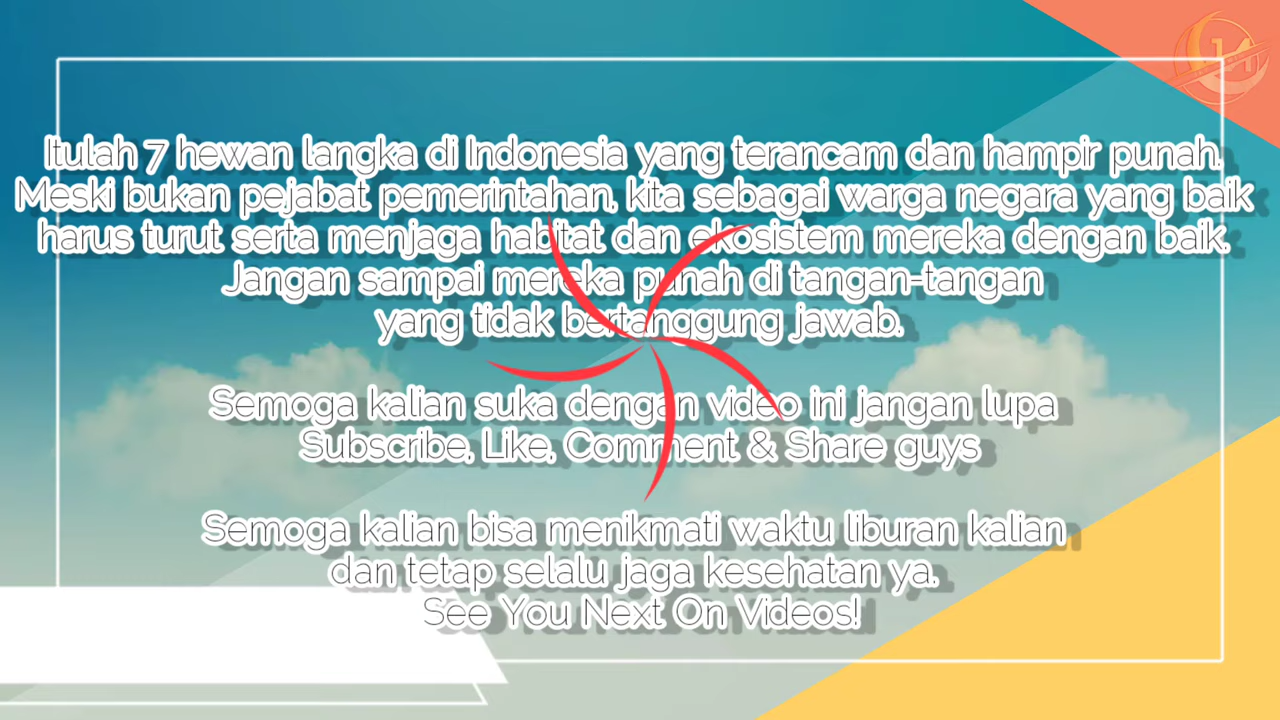 Itulah 7 hewan langka di Indonesia yang terancam dan hampir punah.
Meski bukan pejabat pemerintahan, kita sebagai warga negara yang baik
harus turut serta menjaga habitat dan ekosistem mereka dengan baik.
Jangan sampai mereka punah di tangan-tangan
yang tidak bertanggung jawab.
Semoga kalian suka dengan video ini jangan lupa
Subscribe, Like, Comment & Share guys
Semoga kalian bisa menikmati waktu liburan kalian
dan tetap selalu jaga kesehatan ya.
See You Next On Videos!